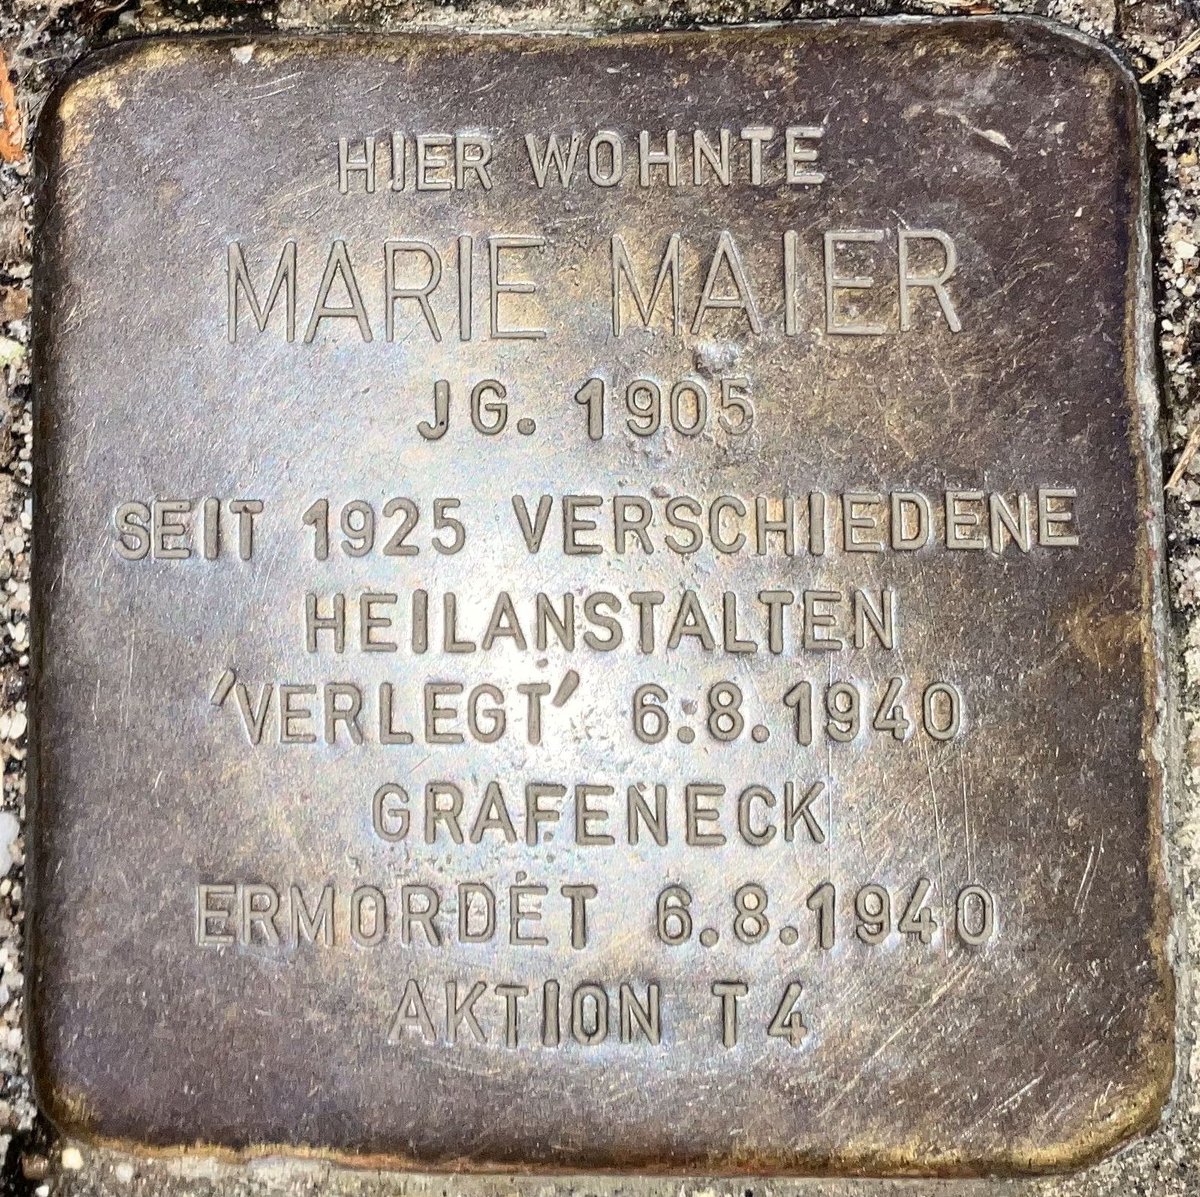 HIER WOHNTE
MARIE MAIER
JG. 1905
SEIT 1925 VERSCHIEDENE
HEILANSTALTEN
'VERLEGT' 6.8.1940
GRAFENECK
ERMORDET 6.8.1940
AKTION T4